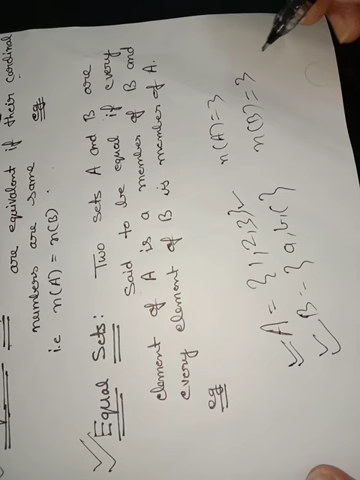 are equivalent if their cardinal
numbers are same. eg
i.e n(A) = n(B)
Equal Sets: Two sets A and B are
said to be equal if every
element of A is a member of B and
every element of B is member of A.
eg
A = {1,2,3} n(A)=3
B = {a,b,c} n(B)=3